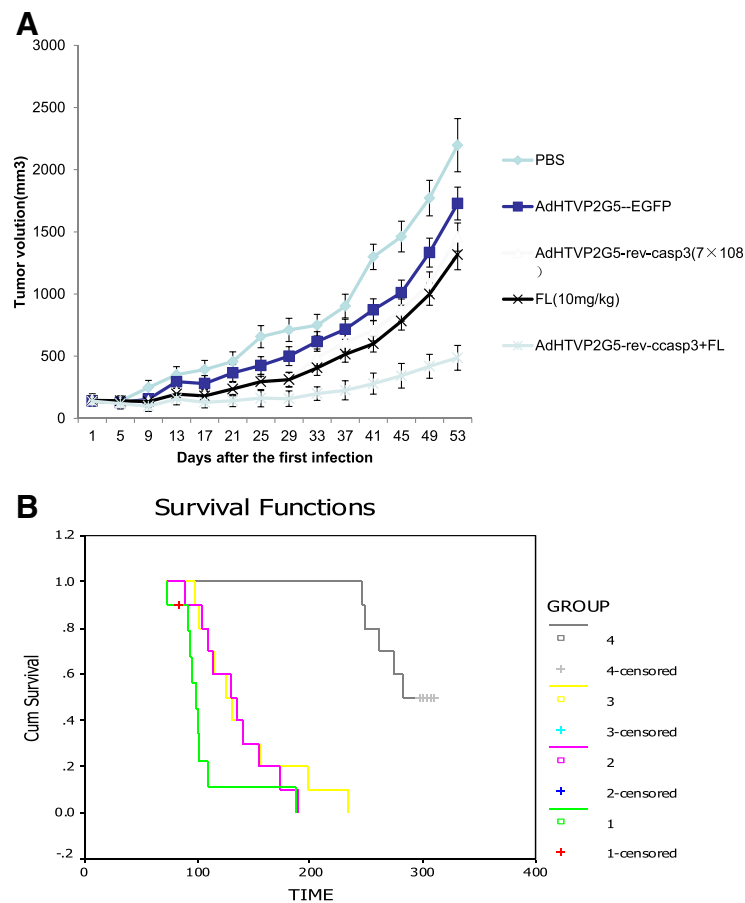 A
3000
2500
2000
1500
1000
500
0
Tumor volution(mm3)
1 5 9 13 17 21 25 29 33 37 41 45 49 53
Days after the first infection
PBS
AdHTVP2G5--EGFP
AdHTVP2G5-rev-casp3(7×108
)
FL(10mg/kg)
AdHTVP2G5-rev-ccasp3+FL
B
Survival Functions
1.2
1.0
.8
.6
.4
.2
0.0
-.2
Cum Survival
0 100 200 300 400
TIME
GROUP
4
4-censored
3
3-censored
2
2-censored
1
1-censored